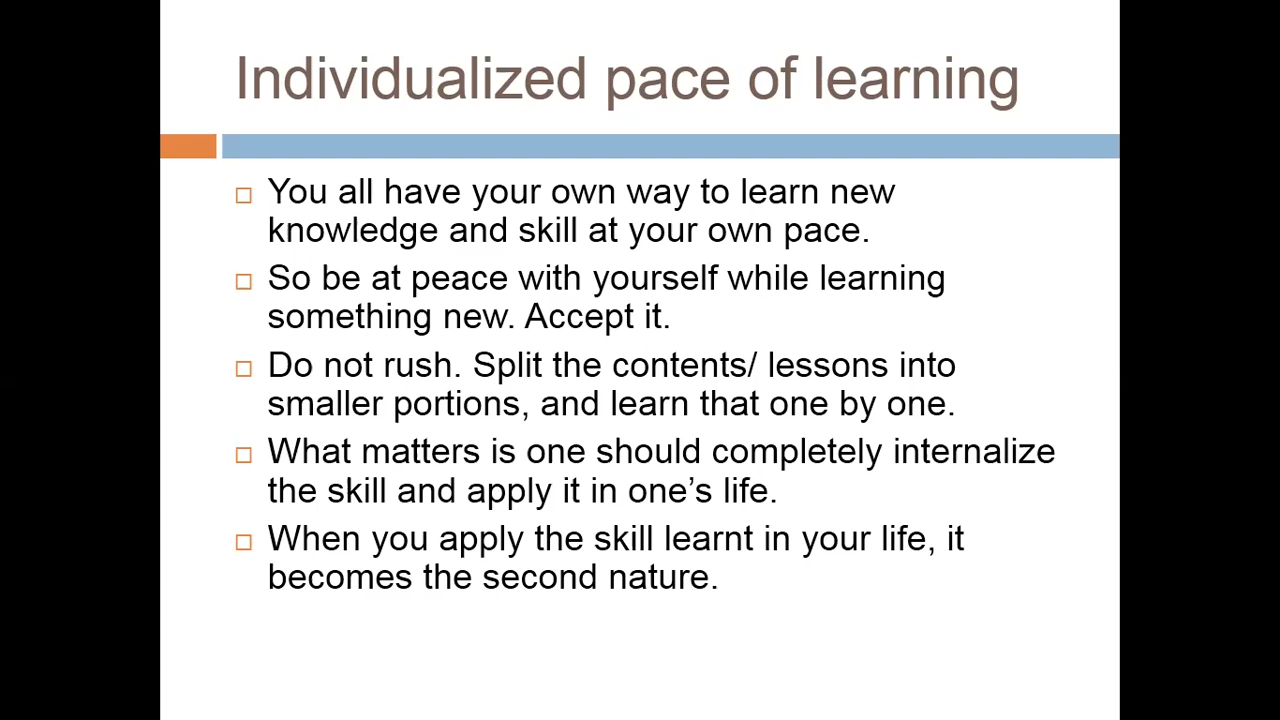 Individualized pace of learning
You all have your own way to learn new
knowledge and skill at your own pace.
So be at peace with yourself while learning
something new. Accept it.
Do not rush. Split the contents/ lessons into
smaller portions, and learn that one by one.
What matters is one should completely internalize
the skill and apply it in one’s life.
When you apply the skill learnt in your life, it
becomes the second nature.